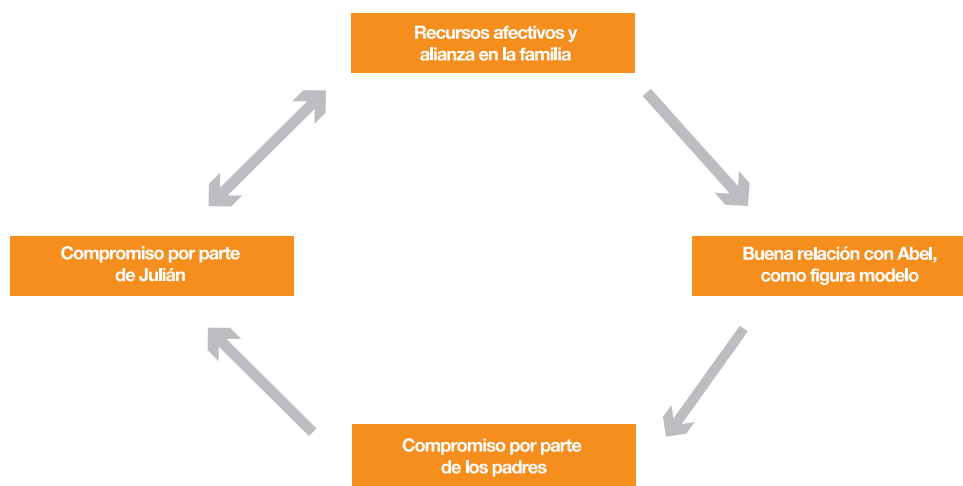 Recursos afectivos y
alianza en la familia
Compromiso por parte
de Julián
Buena relación con Abel,
como figura modelo
Compromiso por parte
de los padres